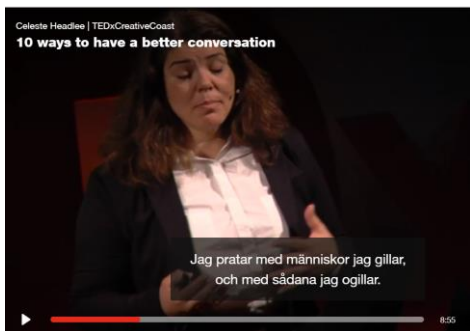 Celeste Headlee | TEDxCreativeCoast
10 ways to have a better conversation
Jag pratar med människor jag gillar,
och med sådana jag ogillar.
8:55